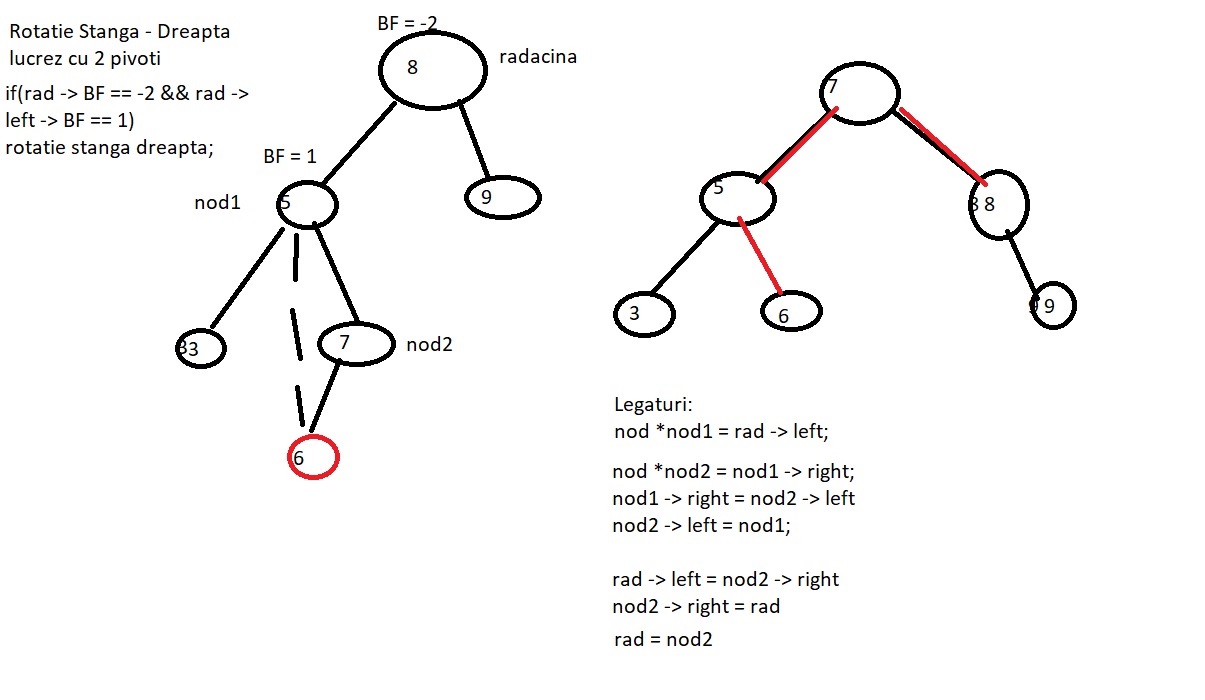 Rotatie Stanga - Dreapta
lucrez cu 2 pivoti
if(rad -> BF == -2 && rad ->
left -> BF == 1)
rotatie stanga dreapta;
BF = -2
8
radacina
BF = 1
nod1
5
9
33
7
nod2
6
7
5
8 8
3
6
9 9
Legaturi:
nod *nod1 = rad -> left;
nod *nod2 = nod1 -> right;
nod1 -> right = nod2 -> left
nod2 -> left = nod1;
rad -> left = nod2 -> right
nod2 -> right = rad
rad = nod2